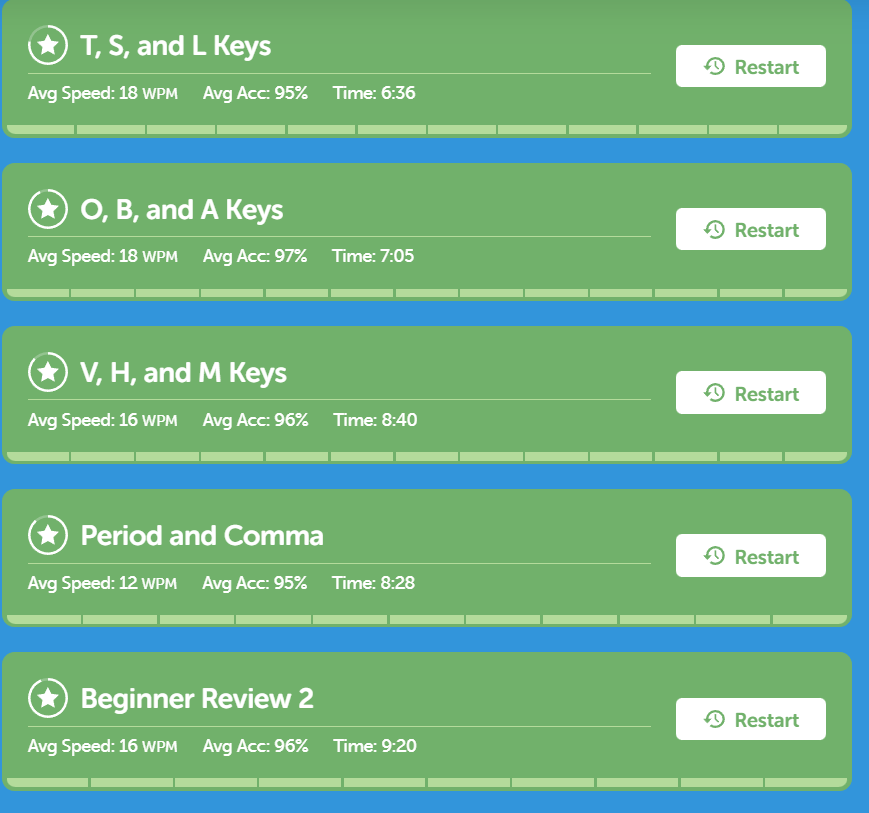 T, S, and L Keys
Restart
Avg Speed: 18 WPM Avg Acc: 95% Time: 6:36
O, B, and A Keys
Restart
Avg Speed: 18 WPM Avg Acc: 97% Time: 7:05
V, H, and M Keys
Restart
Avg Speed: 16 WPM Avg Acc: 96% Time: 8:40
Period and Comma
Restart
Avg Speed: 12 WPM Avg Acc: 95% Time: 8:28
Beginner Review 2
Restart
Avg Speed: 16 WPM Avg Acc: 96% Time: 9:20